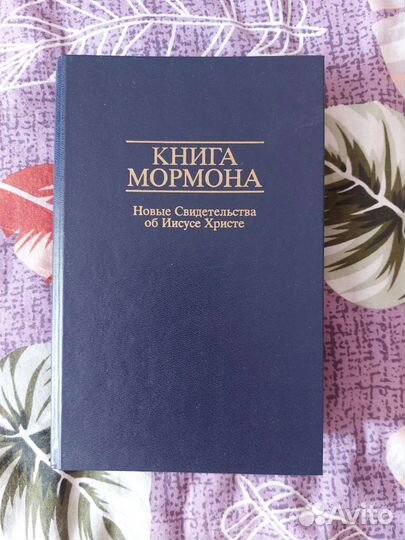 КНИГА
МОРМОНА
Новые Свидетельства
об Иисусе Христе
Avito